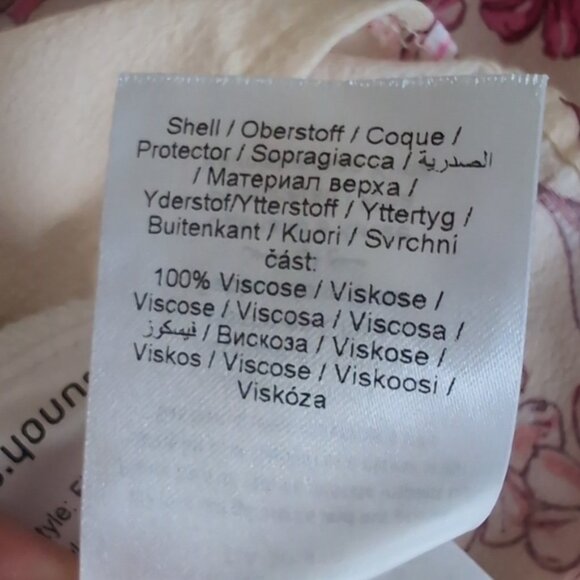 Shell / Oberstoff / Coque /
Protector / Sopragiacca / الصدرية
/ Материал верха /
Yderstof/Ytterstoff / Yttertyg /
Buitenkant / Kuori / Svrchní
část:
100% Viscose / Viskose /
Viscose / Viscosa / Viscosa /
فيسكوز / Вискоза / Viskose /
Viskos / Viscose / Viskoosi /
Viskóza